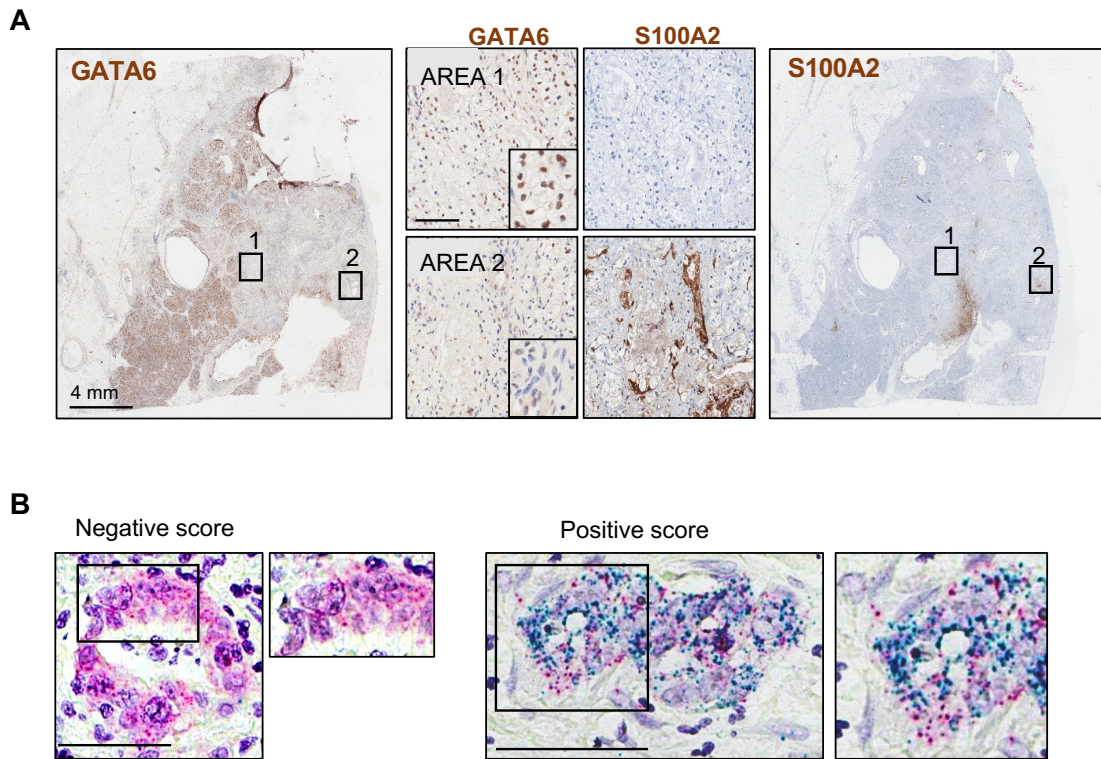 A
GATA6
GATA6
S100A2
S100A2
AREA 1
AREA 2
1
2
1
2
4 mm
B
Negative score
Positive score